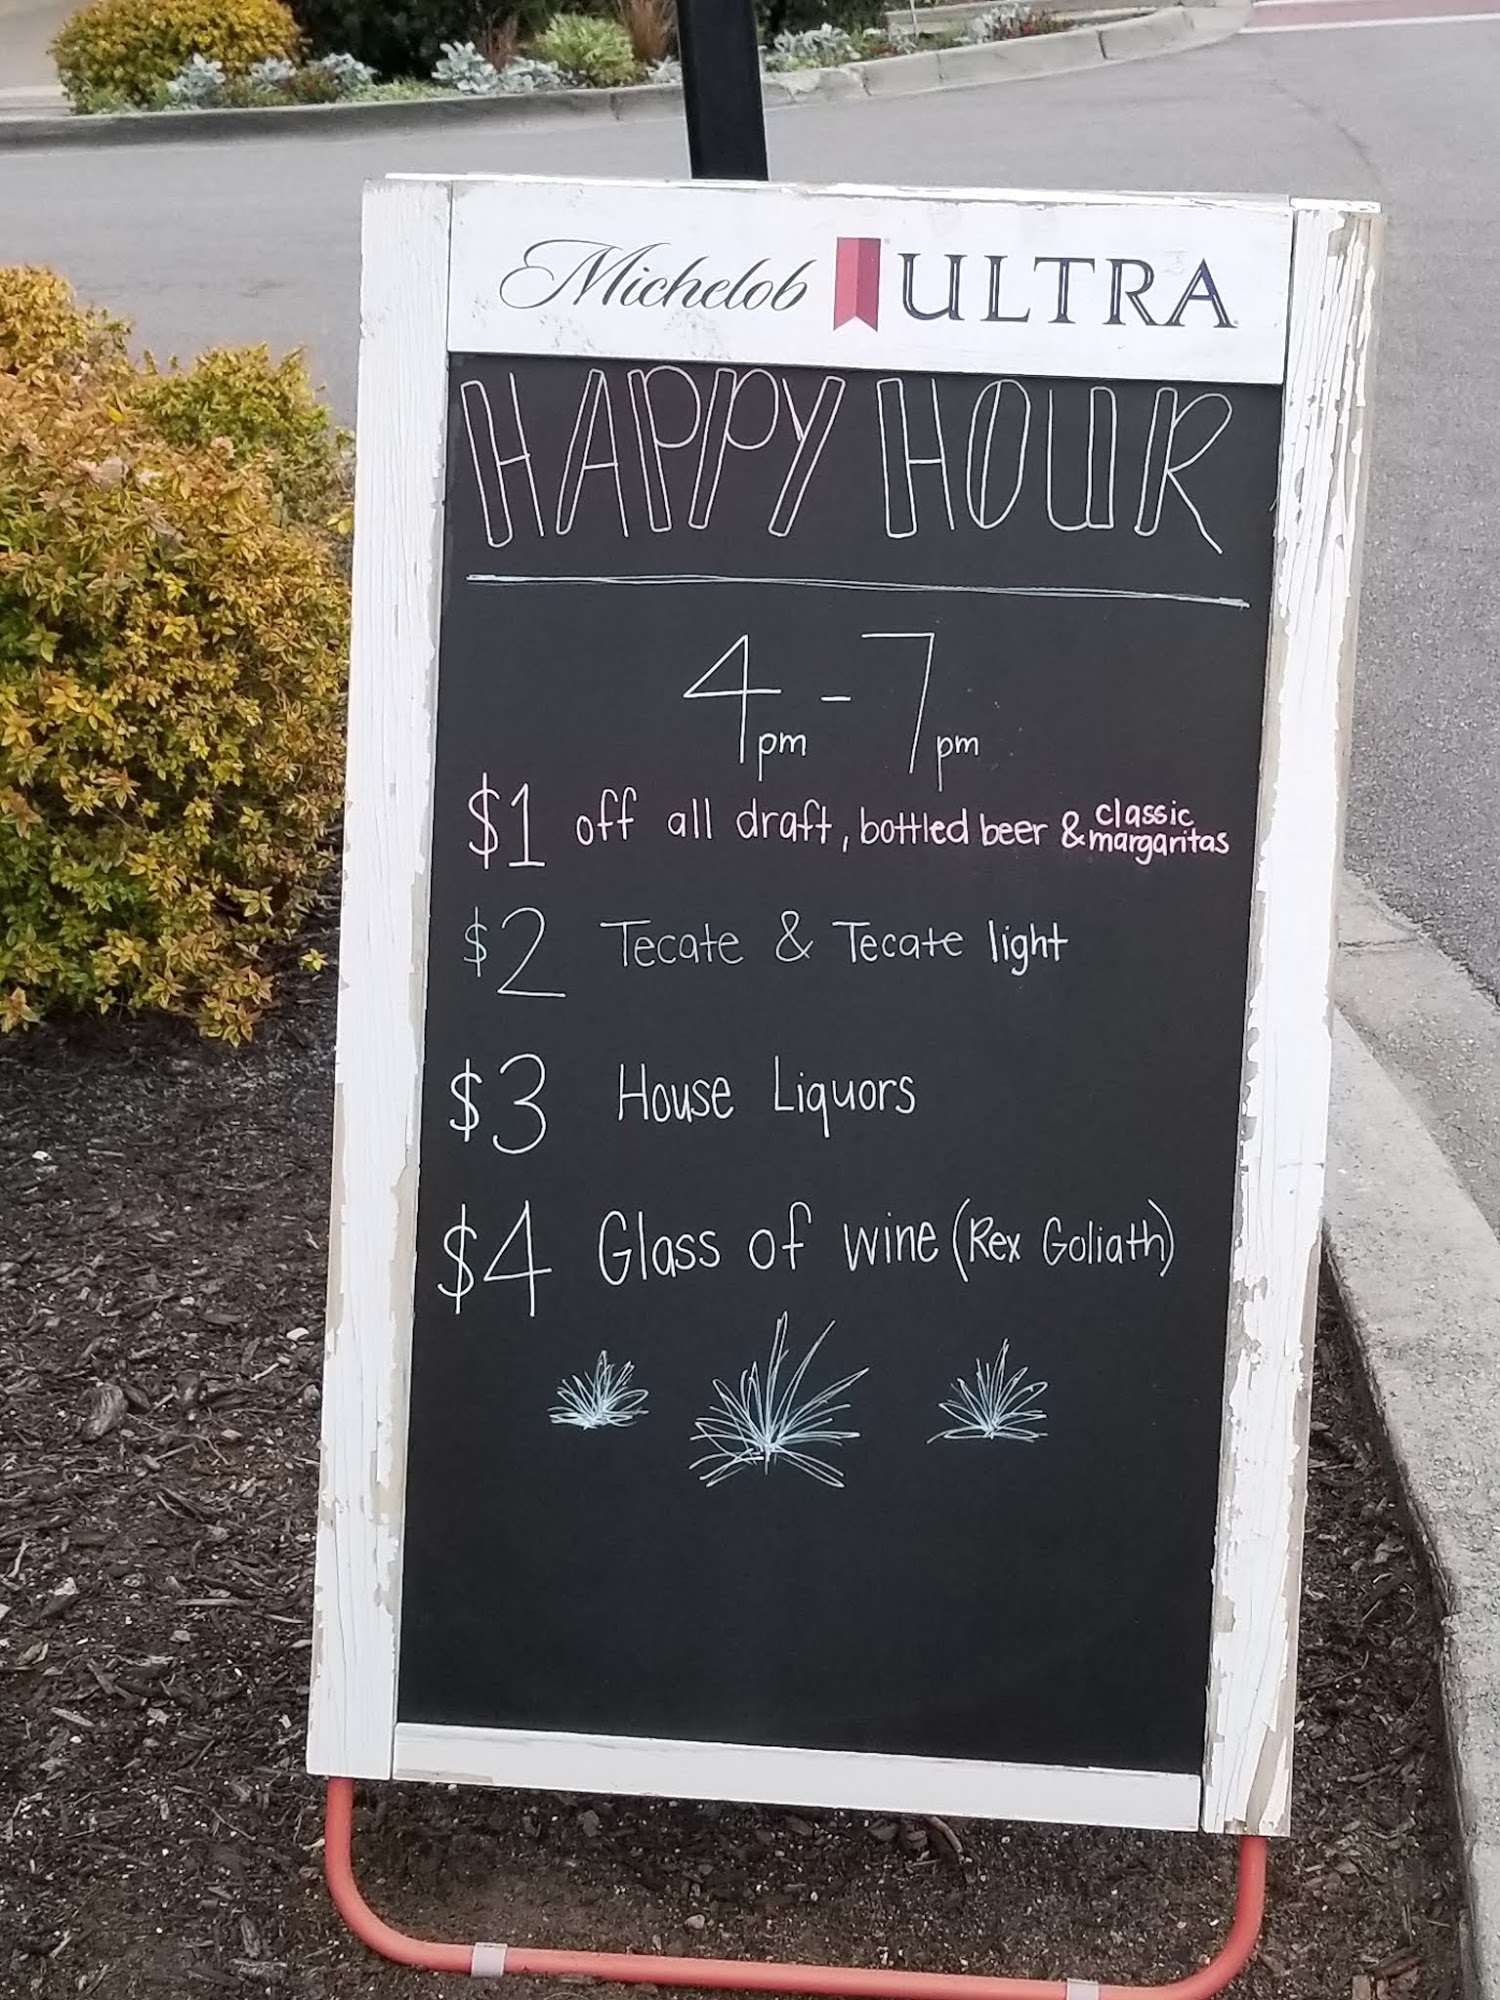 Michelob ULTRA
HAPPY HOUR
4pm - 7pm
$1 off all draft, bottled beer & classic margaritas
$2 Tecate & Tecate light
$3 House Liquors
$4 Glass of wine (Rex Goliath)